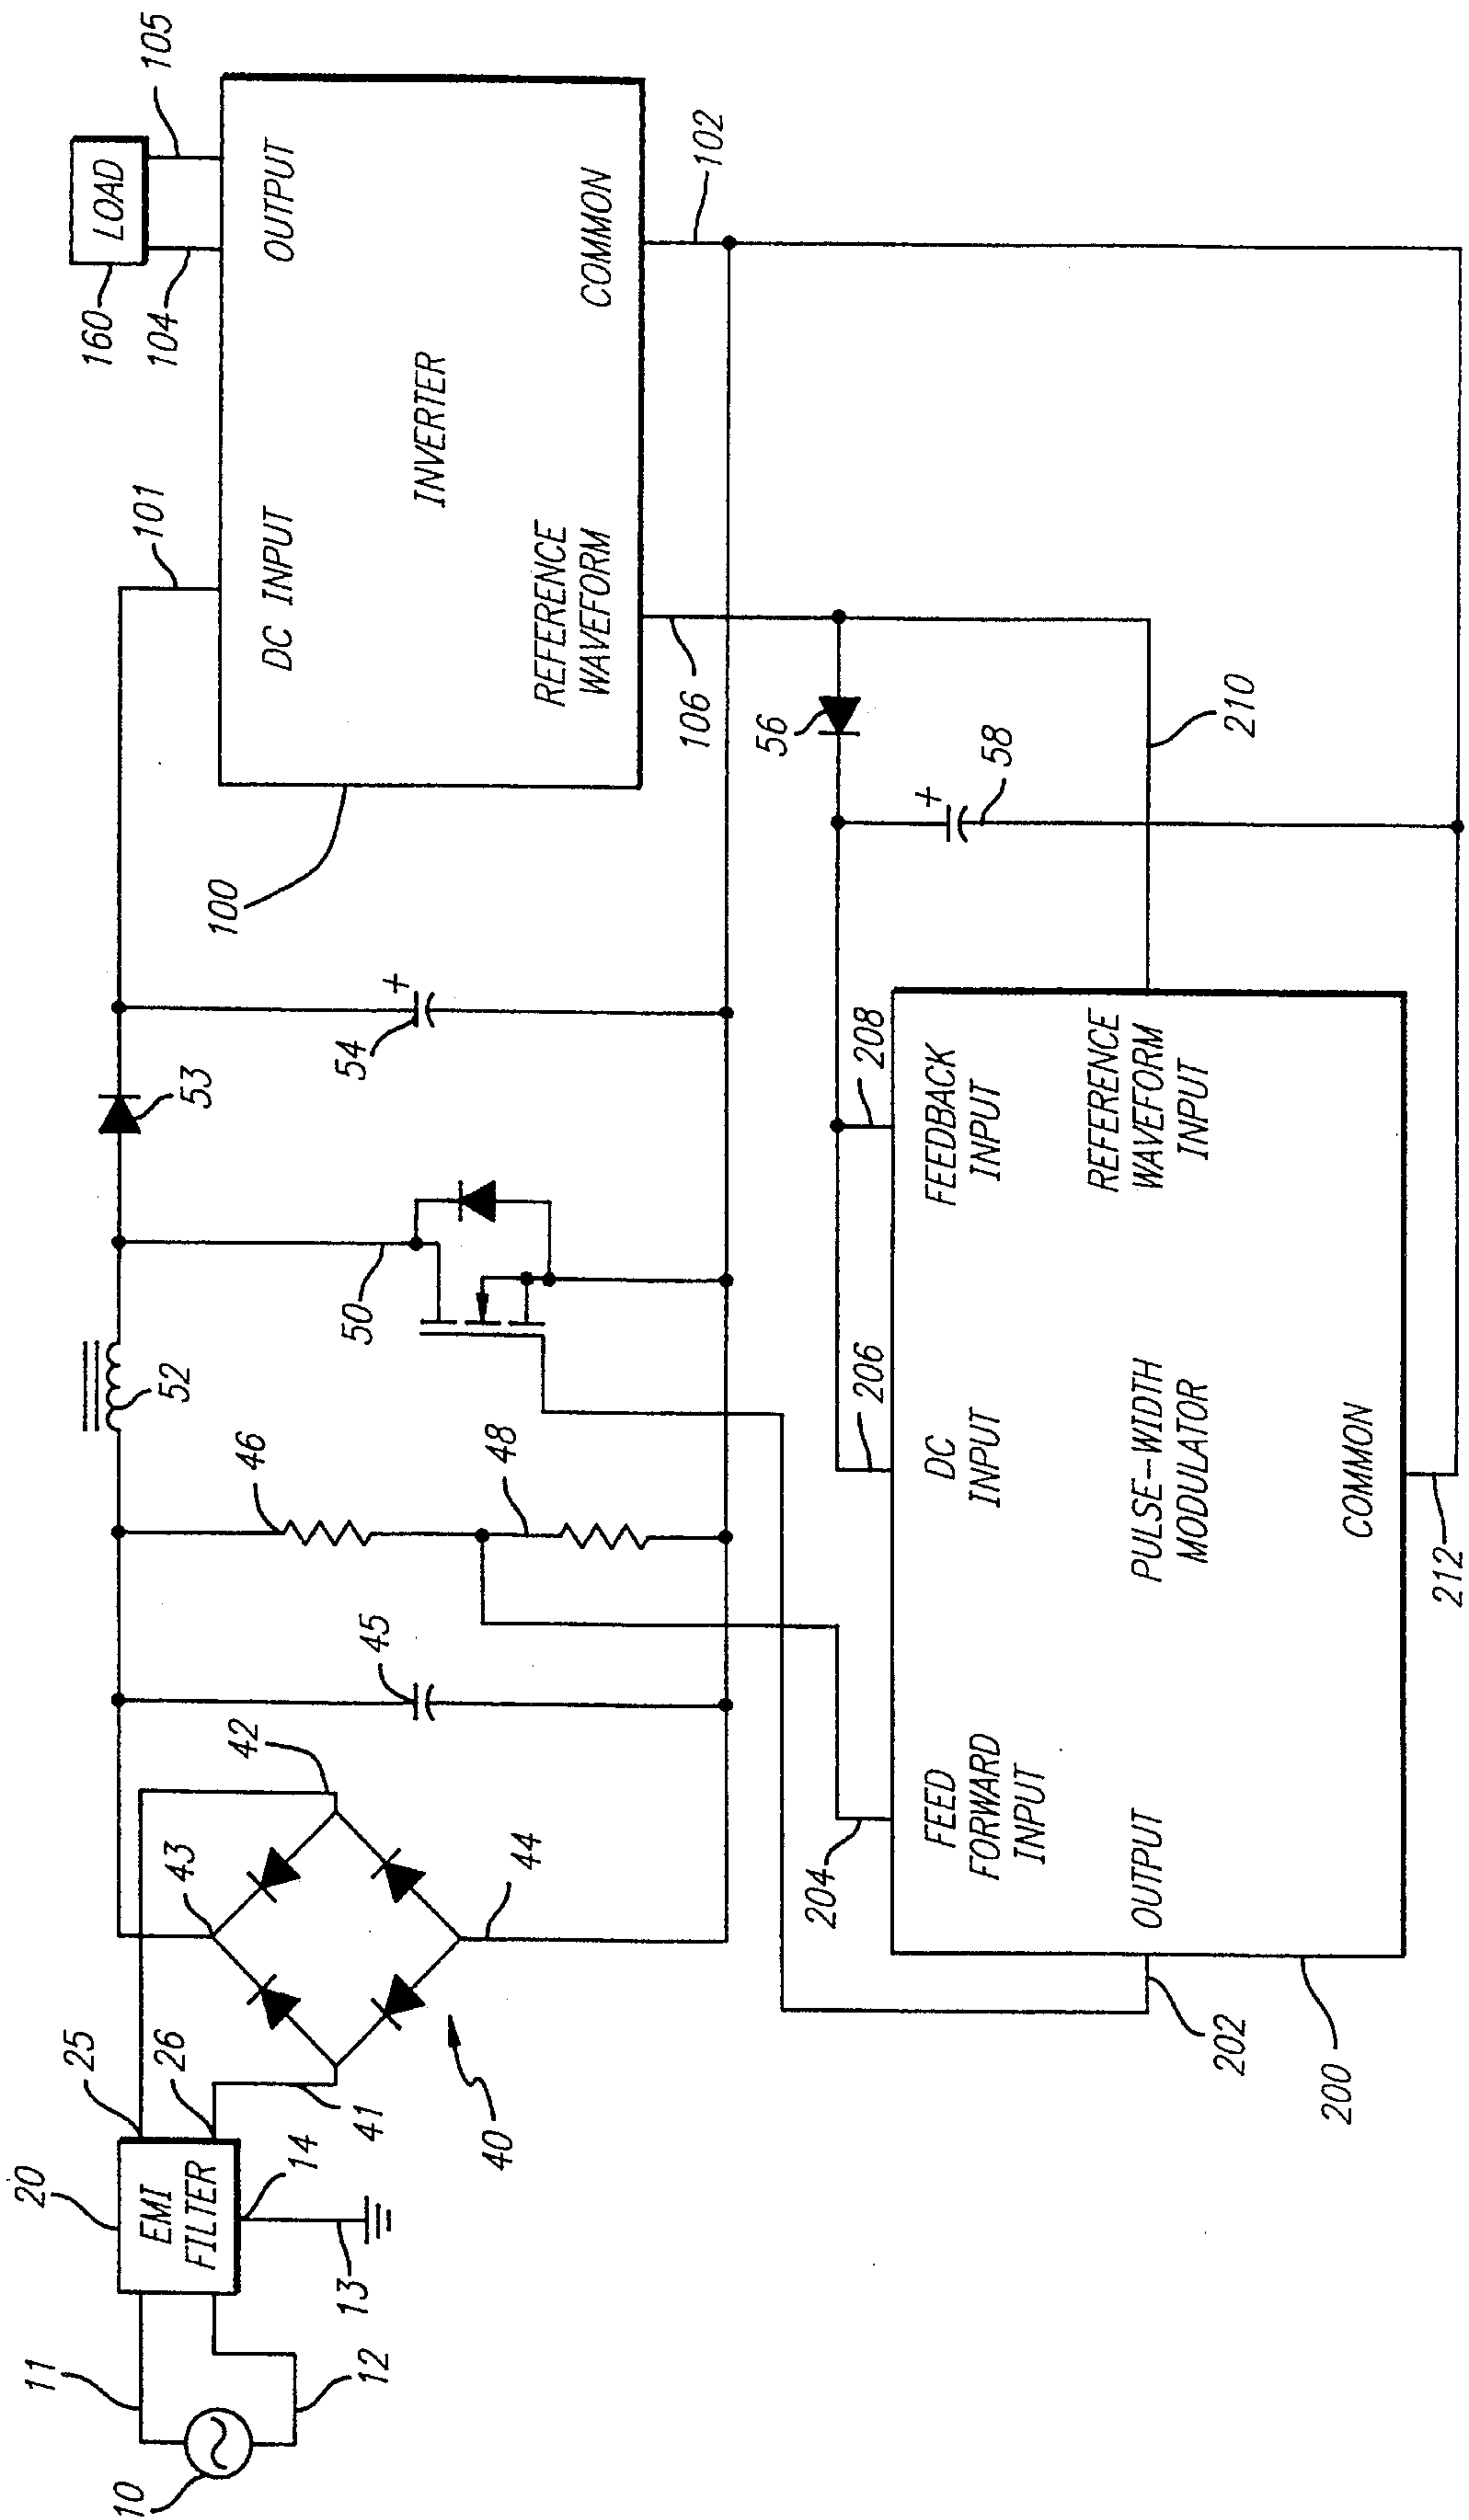 10
11
12
20
EMI
FILTER
13
14
25
26
41
40
43
42
44
45
46
48
52
50
53
54
100
101
DC INPUT
INVERTER
OUTPUT
REFERENCE
WAVEFORM
COMMON
160
LOAD
104
105
102
106
56
+
58
+
210
202
200
204
206
208
FEED
FORWARD
INPUT
DC
INPUT
FEEDBACK
INPUT
OUTPUT
PULSE-WIDTH
MODULATOR
REFERENCE
WAVEFORM
INPUT
COMMON
212